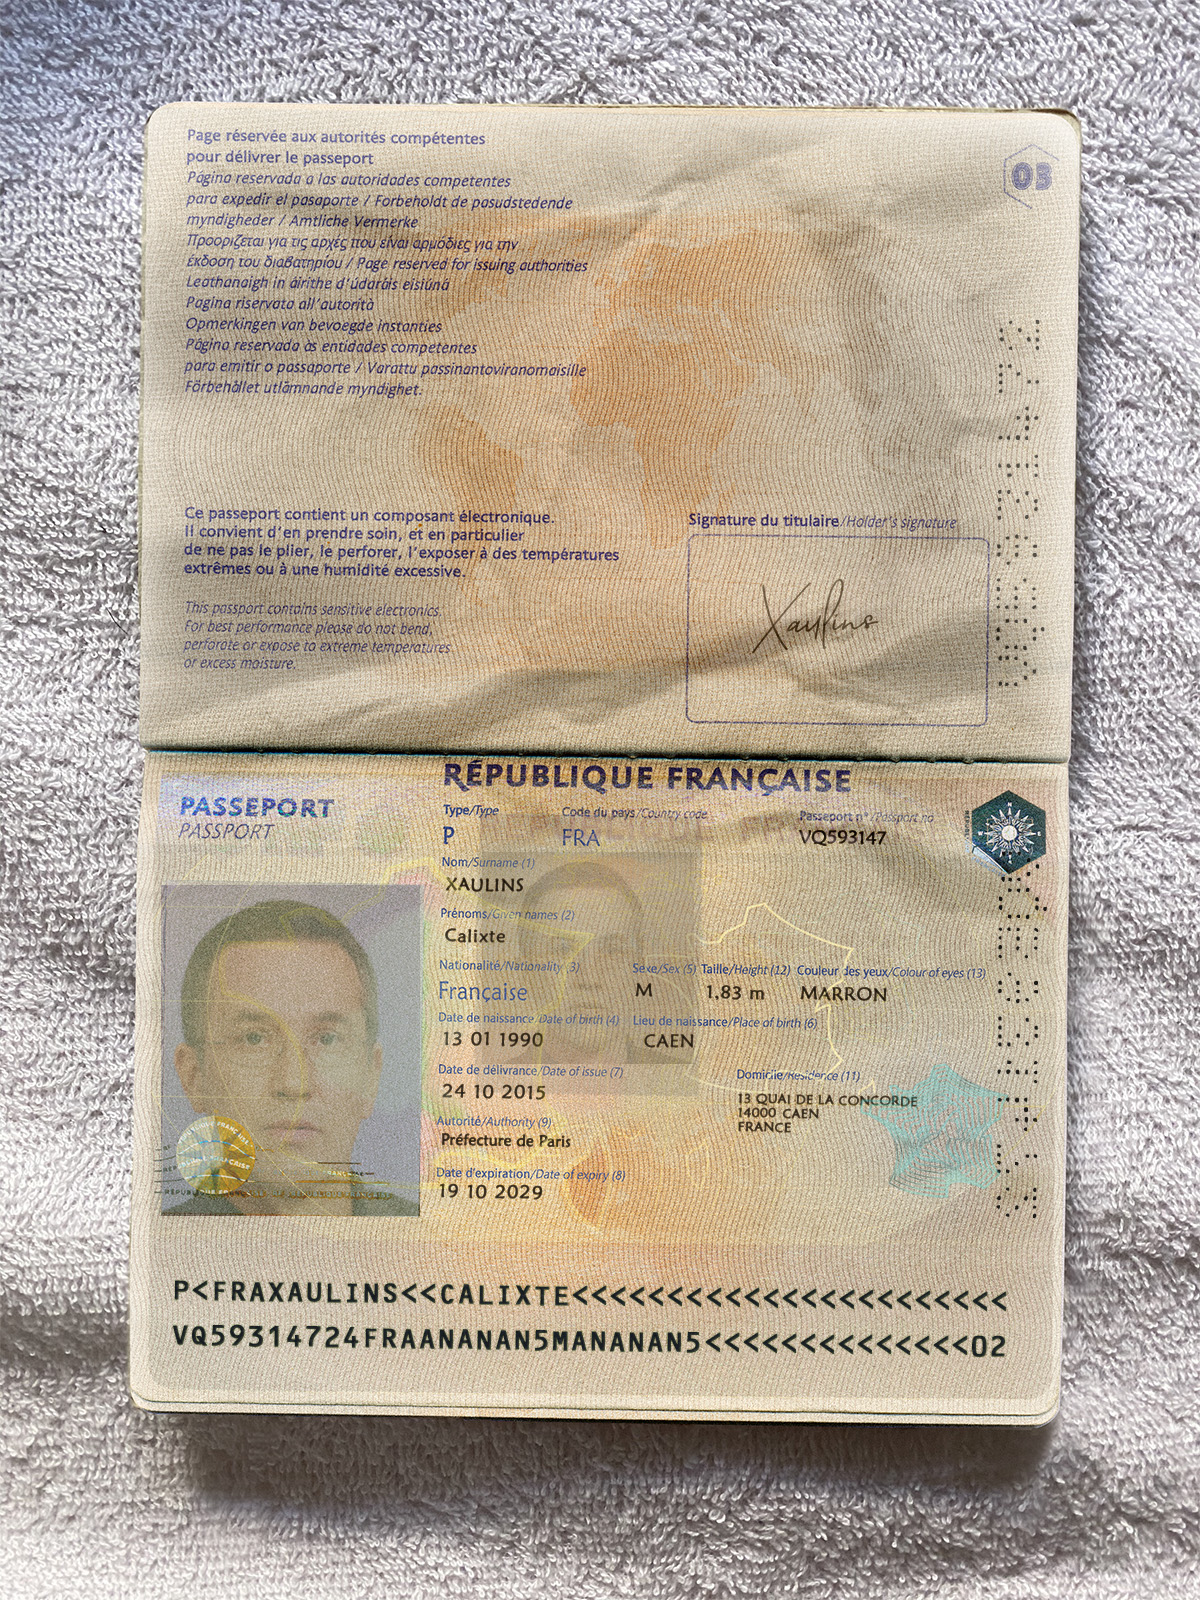 Page réservée aux autorités compétentes
pour délivrer le passeport
Pagina reservada a las autoridades competentes
para expedir el pasaporte / Forbeholdt de pasudstedende
myndigheder / Amtliche Vermerke
Προορίζεται για τις αρχές που είναι αρμόδιες για την
έκδοση του διαβατηρίου / Page reserved for issuing authorities
Leathanaigh in áirithe d'údaráis eisiúna
Pagina riservata all'autorità
Opmerkingen van bevoegde instanties
Página reservada às entidades competentes
para emitir o passaporte / Varattu passinantoviranomaisille
Förbehållet utlämnande myndighet.
03
Ce passeport contient un composant électronique.
Il convient d'en prendre soin, et en particulier
de ne pas le plier, le perforer, l'exposer à des températures
extrêmes ou à une humidité excessive.
This passport contains sensitive electronics.
For best performance please do not bend,
perforate or expose to extreme temperatures
or excess moisture.
Signature du titulaire/Holder's signature
Xaulins
RÉPUBLIQUE FRANÇAISE
PASSEPORT
PASSPORT
Type/Type Code du pays/Country code Passeport n°/Passport no
P FRA VQ593147
Nom/Surname (1)
XAULINS
Prénoms/Given names (2)
Calixte
Nationalité/Nationality (3) Sexe/Sex (5) Taille/Height (12) Couleur des yeux/Colour of eyes (13)
Française M 1,83 m MARRON
Date de naissance/Date of birth (4) Lieu de naissance/Place of birth (6)
13 01 1990 CAEN
Date de délivrance/Date of issue (7) Domicile/Residence (11)
24 10 2015 13 QUAI DE LA CONCORDE
14000 CAEN
FRANCE
Autorité/Authority (9)
Préfecture de Paris
Date d'expiration/Date of expiry (8)
19 10 2029
P<FRAXAULINS<<CALIXTE<<<<<<<<<<<<<<<<<<<<<<<
VQ59314724FRAANANAN5MANANAN5<<<<<<<<<<<<<<02